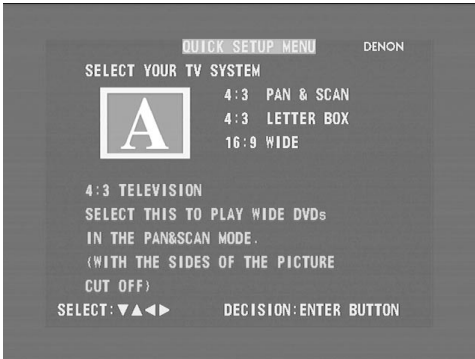 QUICK SETUP MENU DENON
SELECT YOUR TV SYSTEM
A
4:3 PAN & SCAN
4:3 LETTER BOX
16:9 WIDE
4:3 TELEVISION
SELECT THIS TO PLAY WIDE DVDs
IN THE PAN&SCAN MODE.
(WITH THE SIDES OF THE PICTURE
CUT OFF)
SELECT:▼▲◀▶ DECISION:ENTER BUTTON